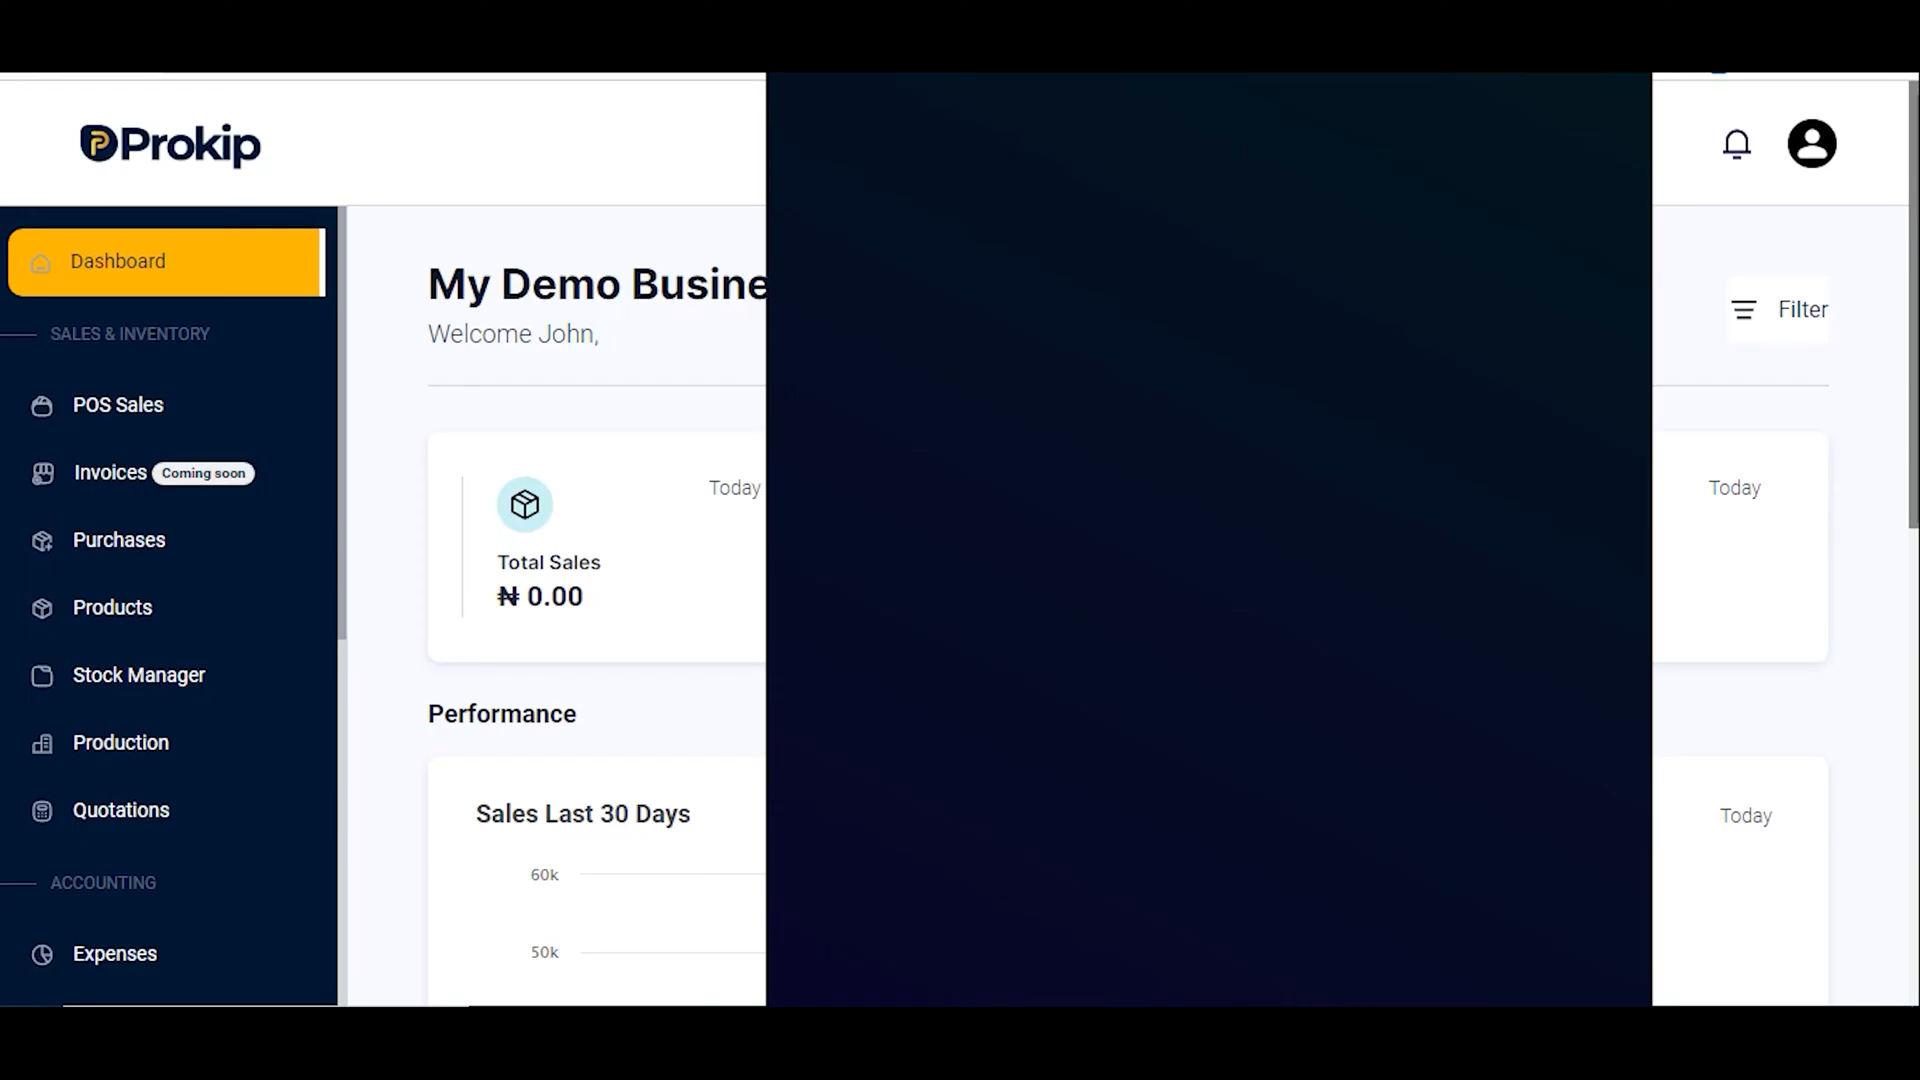 Prokip
Dashboard
SALES & INVENTORY
POS Sales
Invoices Coming soon
Purchases
Products
Stock Manager
Production
Quotations
ACCOUNTING
Expenses
My Demo Busine
Welcome John,
Filter
Today
Total Sales
₦ 0.00
Today
Performance
Sales Last 30 Days
60k
50k
Today